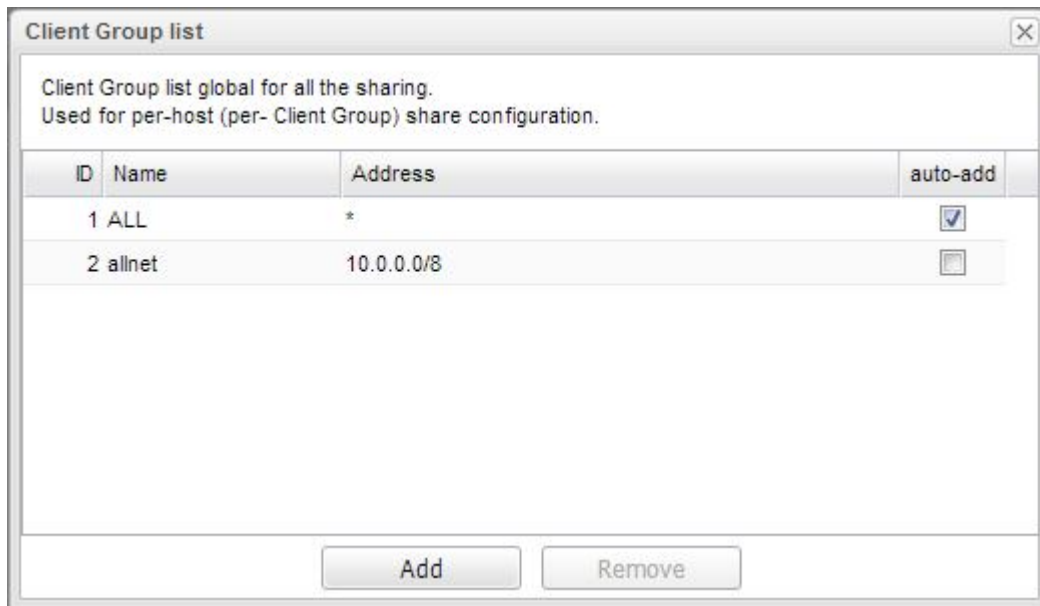 Client Group list
Client Group list global for all the sharing.
Used for per-host (per- Client Group) share configuration.
ID Name Address auto-add
1 ALL *
2 allnet 10.0.0.0/8
Add Remove